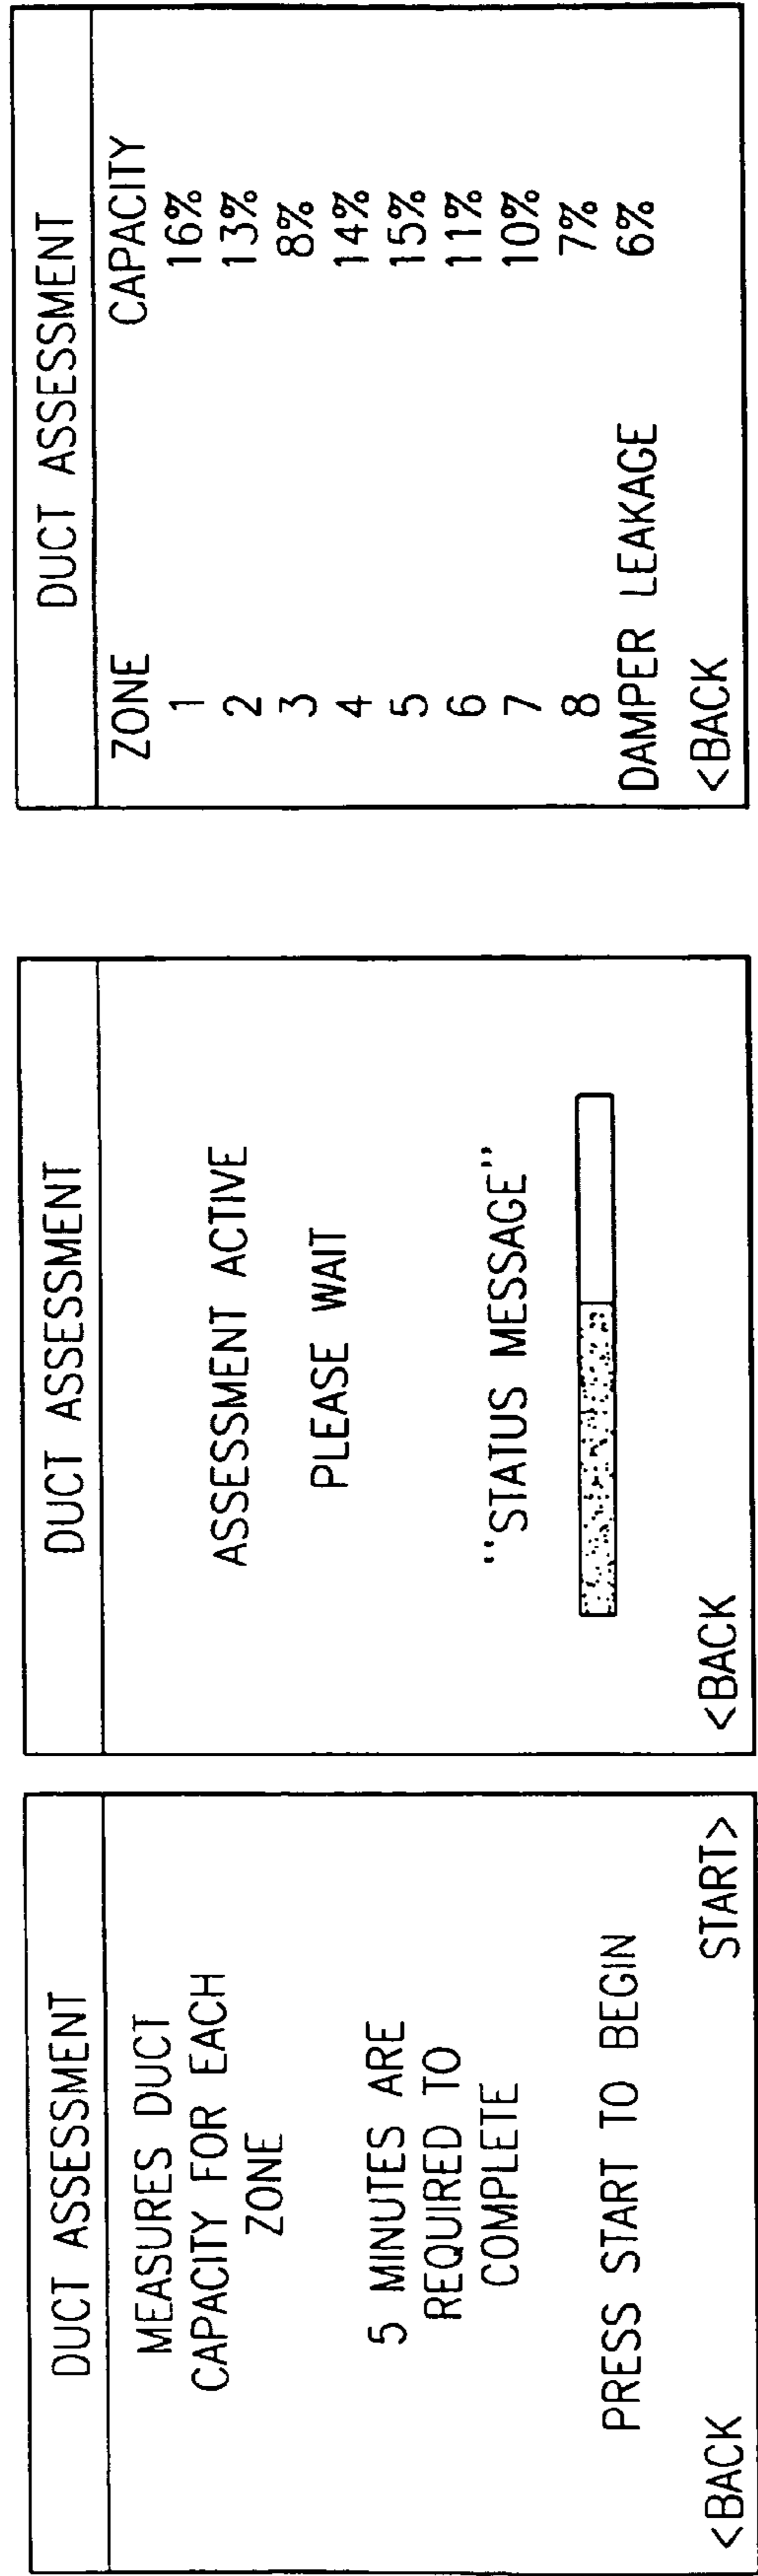 DUCT ASSESSMENT
MEASURES DUCT
CAPACITY FOR EACH
ZONE
5 MINUTES ARE
REQUIRED TO
COMPLETE
PRESS START TO BEGIN
<BACK START>
DUCT ASSESSMENT
ASSESSMENT ACTIVE
PLEASE WAIT
"STATUS MESSAGE"
<BACK
DUCT ASSESSMENT
ZONE CAPACITY
1 16%
2 13%
3 8%
4 14%
5 15%
6 11%
7 10%
8 7%
DAMPER LEAKAGE 6%
<BACK